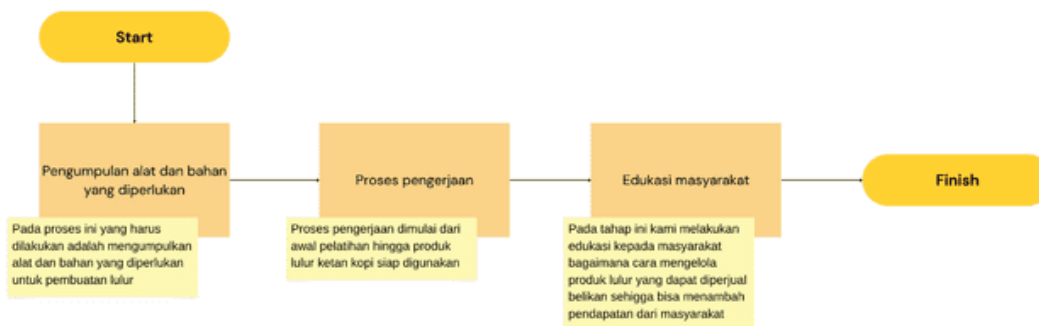 Start
Pengumpulan alat dan bahan
yang diperlukan
Pada proses ini yang harus
dilakukan adalah mengumpulkan
alat dan bahan yang diperlukan
untuk pembuatan lulur
Proses pengerjaan
Proses pengerjaan dimulai dari
awal pelatihan hingga produk
lulur ketan kopi siap digunakan
Edukasi masyarakat
Pada tahap ini kami melakukan
edukasi kepada masyarakat
bagaimana cara mengelola
produk lulur yang dapat diperjual
belikan sehigga bisa menambah
pendapatan dari masyarakat
Finish